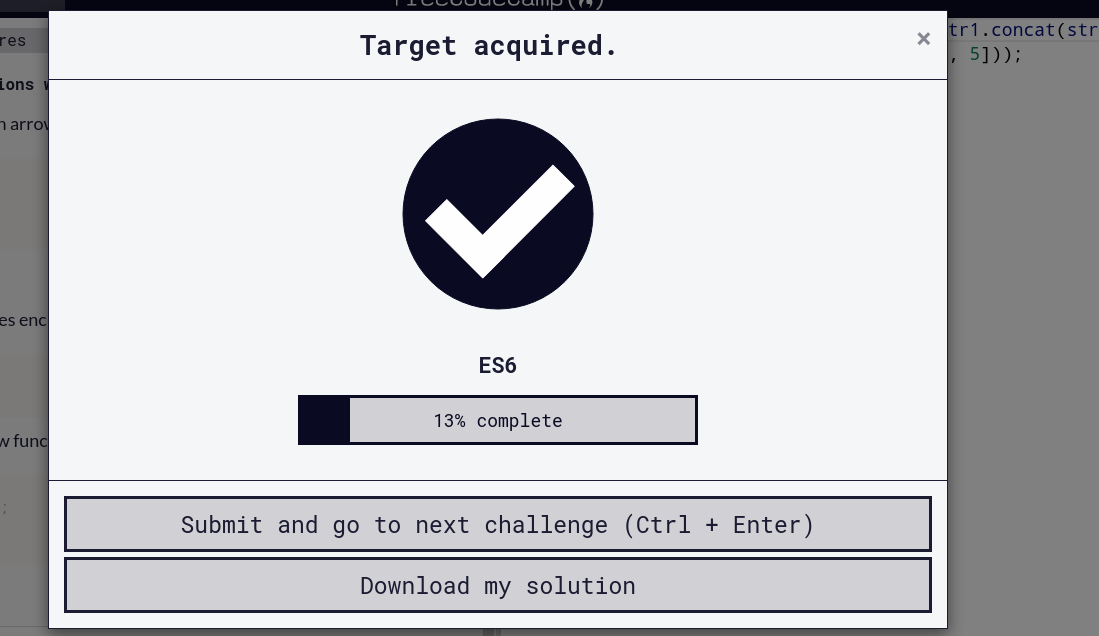 freeCodeCamp(🔥)
res
Target acquired.
×
tr1.concat(str
, 5]));
ions w
n arrow
ES6
es enc
13% complete
w func
;
Submit and go to next challenge (Ctrl + Enter)
Download my solution